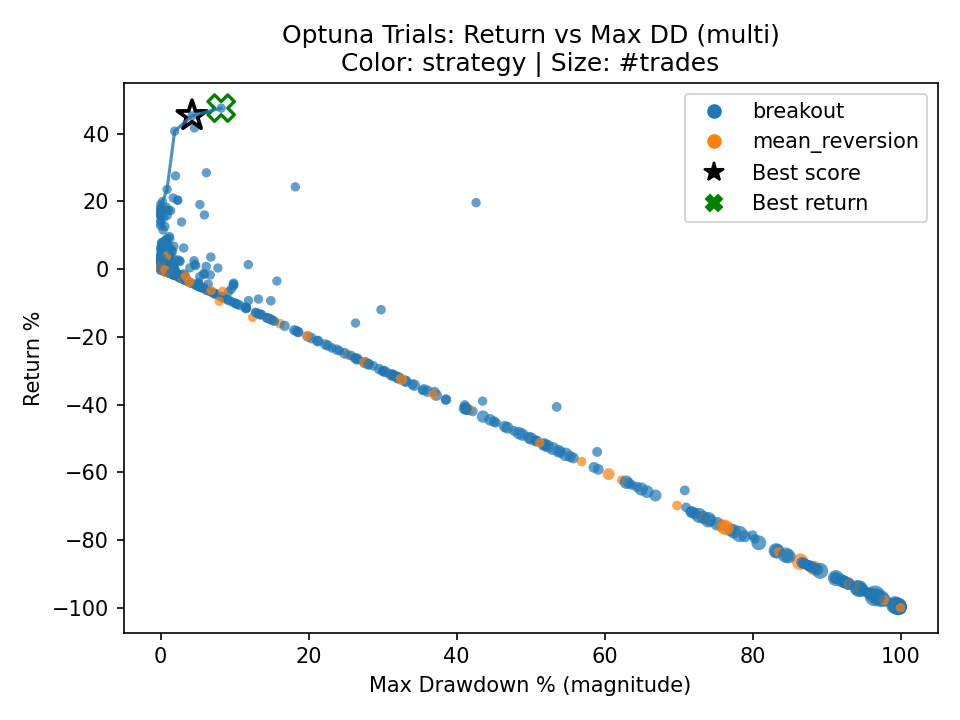 Optuna Trials: Return vs Max DD (multi)
Color: strategy | Size: #trades
breakout
mean_reversion
Best score
Best return
Return %
40
20
0
−20
−40
−60
−80
−100
0
20
40
60
80
100
Max Drawdown % (magnitude)